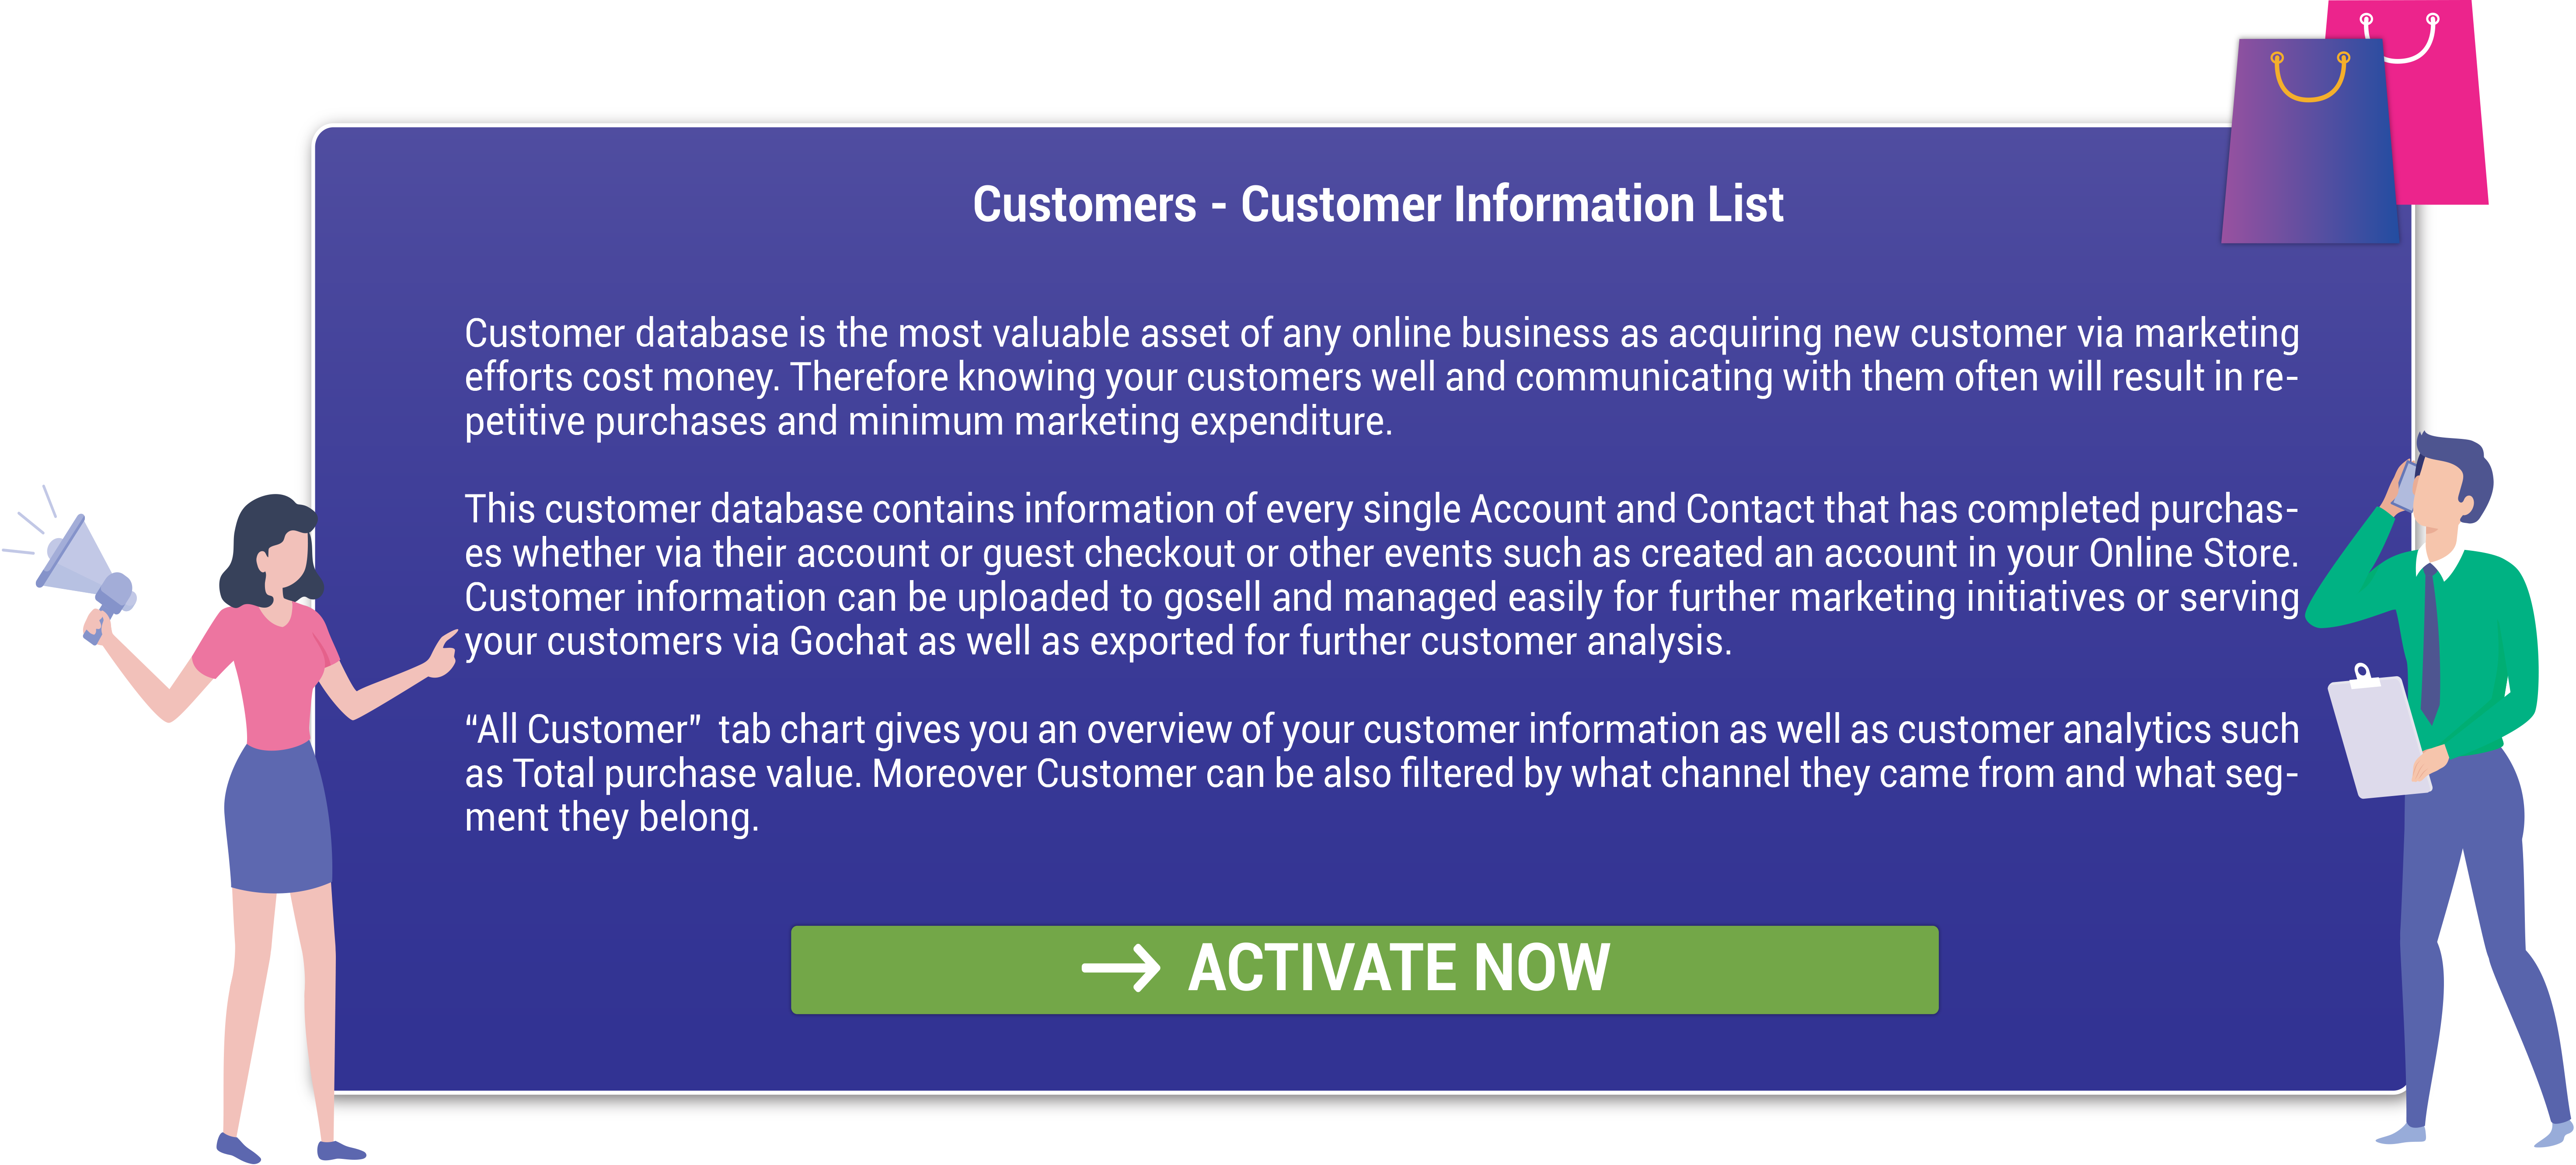 Customers - Customer Information List
Customer database is the most valuable asset of any online business as acquiring new customer via marketing
efforts cost money. Therefore knowing your customers well and communicating with them often will result in re-
petitive purchases and minimum marketing expenditure.
This customer database contains information of every single Account and Contact that has completed purchas-
es whether via their account or guest checkout or other events such as created an account in your Online Store.
Customer information can be uploaded to gosell and managed easily for further marketing initiatives or serving
your customers via Gochat as well as exported for further customer analysis.
“All Customer”  tab chart gives you an overview of your customer information as well as customer analytics such
as Total purchase value. Moreover Customer can be also filtered by what channel they came from and what seg-
ment they belong.
→ ACTIVATE NOW